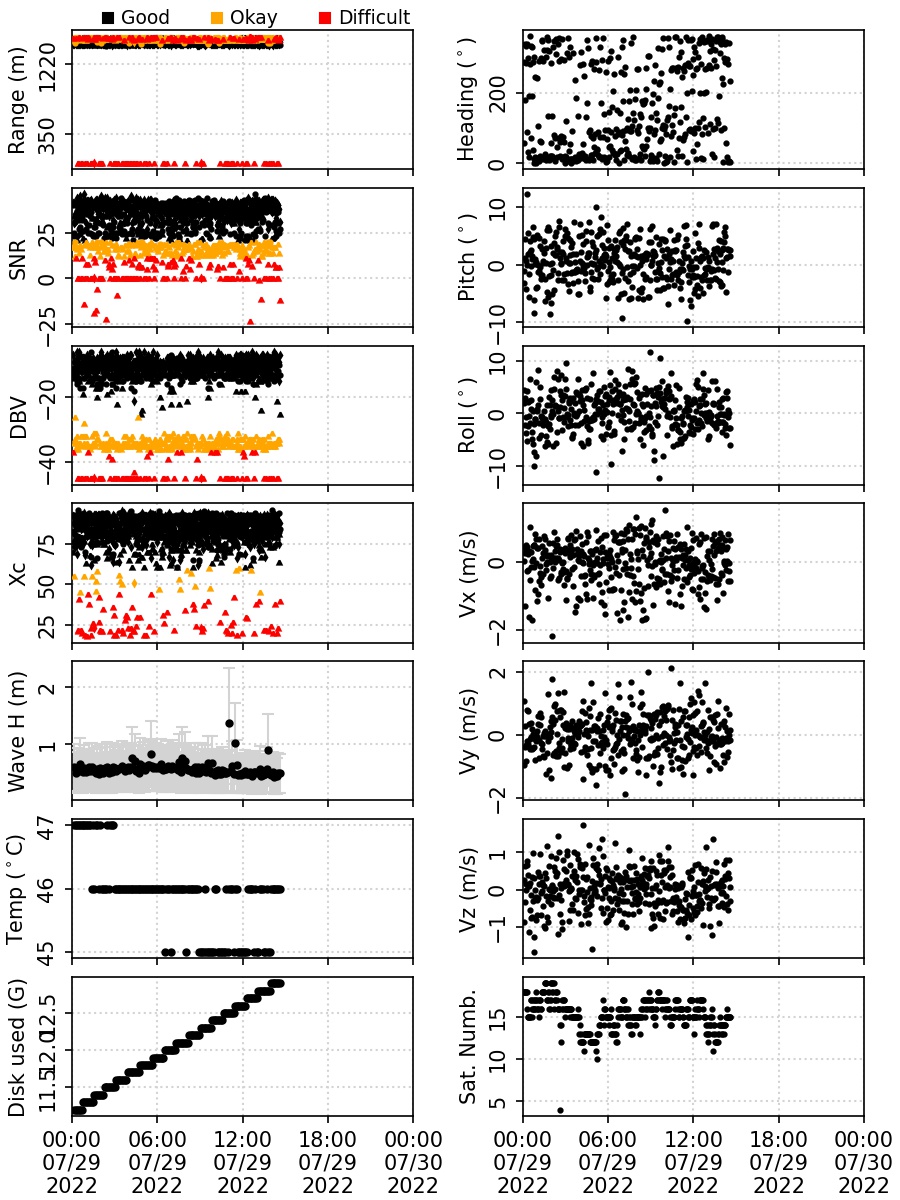 Good Okay Difficult
Range (m)
1220
350
Heading (°)
200
0
SNR
25
0
−25
Pitch (°)
10
0
−10
DBV
−20
−40
Roll (°)
10
0
−10
Xc
75
50
25
Vx (m/s)
0
−2
Wave H (m)
2
1
Vy (m/s)
2
0
−2
Temp (°C)
47
46
45
Vz (m/s)
1
0
−1
Disk used (G)
12.5
12.0
11.5
Sat. Numb.
15
10
5
00:00 06:00 12:00 18:00 00:00
07/29 07/29 07/29 07/29 07/30
2022 2022 2022 2022 2022
00:00 06:00 12:00 18:00 00:00
07/29 07/29 07/29 07/29 07/30
2022 2022 2022 2022 2022